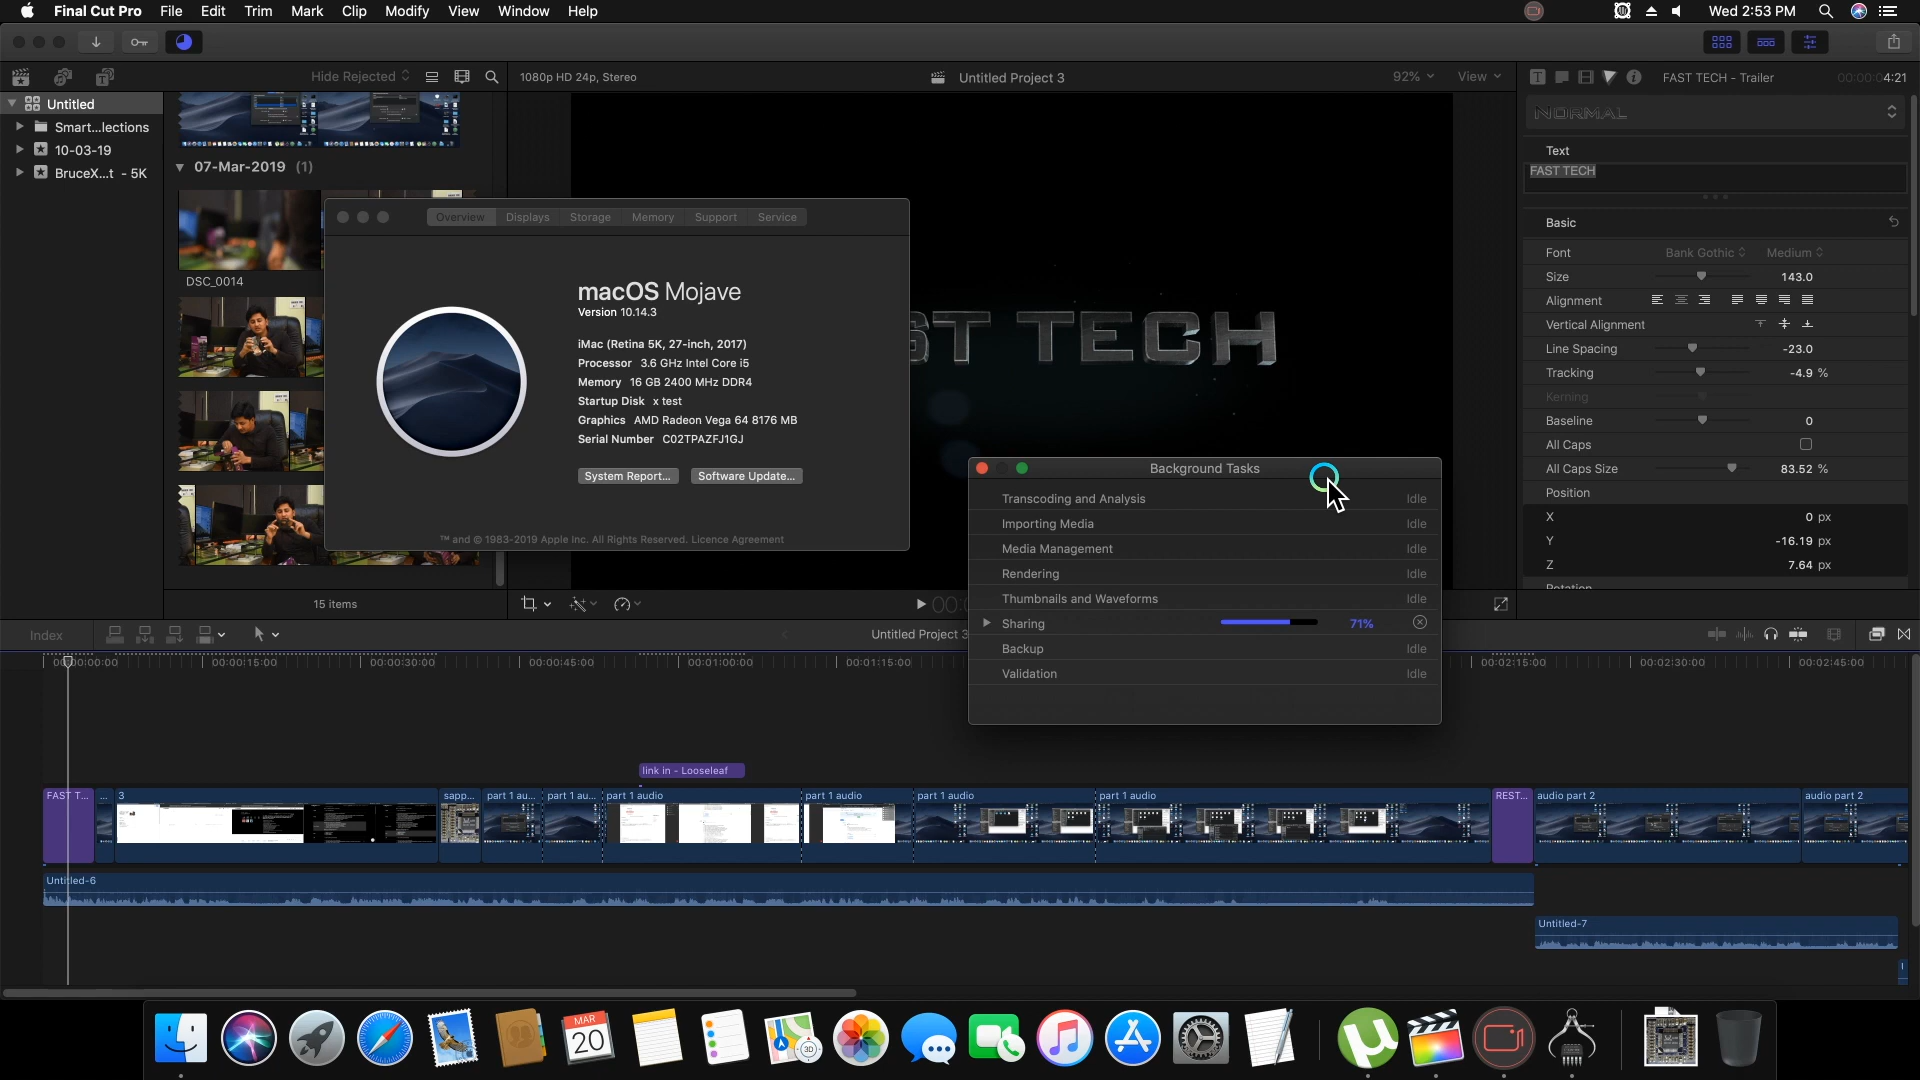 Final Cut Pro File Edit Trim Mark Clip Modify View Window Help
Wed 2:53 PM
Hide Rejected
1080p HD 24p, Stereo
Untitled Project 3
92%
View
FAST TECH - Trailer
00:00:04:21
Untitled
Smart...lections
10-03-19
BruceX...t - 5K
07-Mar-2019 (1)
DSC_0014
15 items
Overview Displays Storage Memory Support Service
macOS Mojave
Version 10.14.3
iMac (Retina 5K, 27-inch, 2017)
Processor 3.6 GHz Intel Core i5
Memory 16 GB 2400 MHz DDR4
Startup Disk x test
Graphics AMD Radeon Vega 64 8176 MB
Serial Number C02TPAZFJ1GJ
System Report... Software Update...
™ and © 1983-2019 Apple Inc. All Rights Reserved. Licence Agreement
ST TECH
Background Tasks
Transcoding and Analysis Idle
Importing Media Idle
Media Management Idle
Rendering Idle
Thumbnails and Waveforms Idle
Sharing 71%
Backup Idle
Validation Idle
NORMAL
Text
FAST TECH
Basic
Font Bank Gothic Medium
Size 143.0
Alignment
Vertical Alignment
Line Spacing -23.0
Tracking -4.9 %
Kerning
Baseline 0
All Caps
All Caps Size 83.52 %
Position
X 0 px
Y -16.19 px
Z 7.64 px
Rotation
Index
Untitled Project 3
00:00:00:00 00:00:15:00 00:00:30:00 00:00:45:00 00:01:00:00 00:01:15:00 00:02:15:00 00:02:30:00 00:02:45:00
link in - Looseleaf
FAST T... ... 3 sapp... part 1 au... part 1 au... part 1 audio part 1 audio part 1 audio part 1 audio REST... audio part 2 audio part 2
Untitled-6
Untitled-7
MAR
20
3D